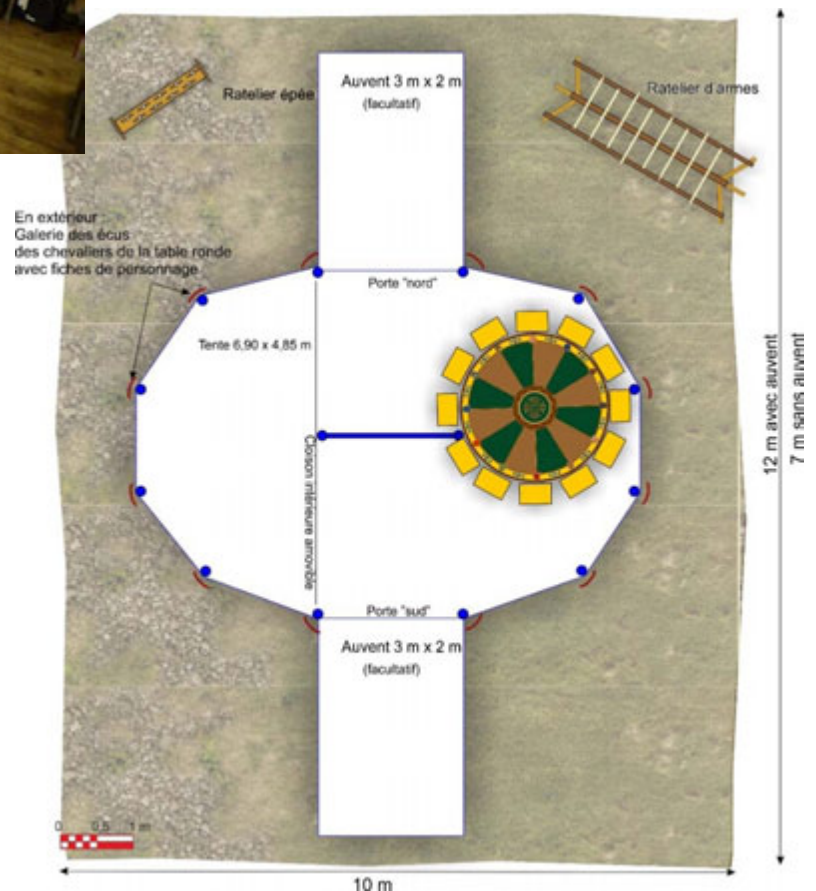 Auvent 3 m x 2 m
(facultatif)
Ratelier épée
Ratelier d'armes
En extérieur :
Galerie des écus
des chevaliers de la table ronde
avec fiches de personnage
Porte "nord"
Tente 6,90 x 4,85 m
Cloison intérieure amovible
12 m avec auvent
7 m sans auvent
Porte "sud"
Auvent 3 m x 2 m
(facultatif)
0 0,5 1 m
10 m